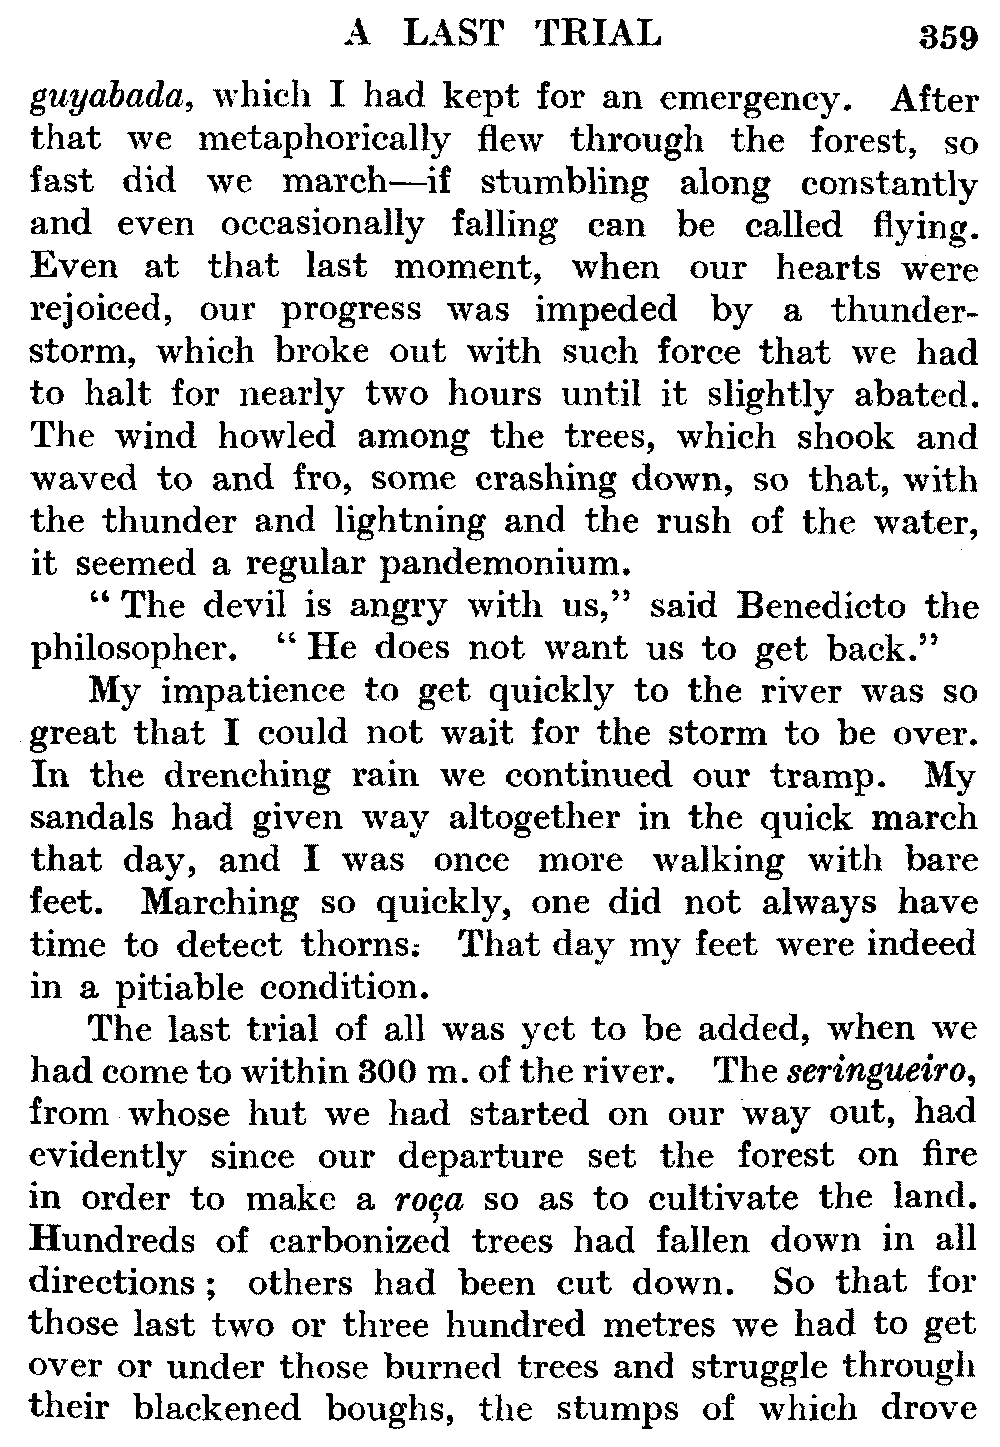 A LAST TRIAL 359
guyabada, which I had kept for an emergency. After
that we metaphorically flew through the forest, so
fast did we march—if stumbling along constantly
and even occasionally falling can be called flying.
Even at that last moment, when our hearts were
rejoiced, our progress was impeded by a thunder-
storm, which broke out with such force that we had
to halt for nearly two hours until it slightly abated.
The wind howled among the trees, which shook and
waved to and fro, some crashing down, so that, with
the thunder and lightning and the rush of the water,
it seemed a regular pandemonium.
“ The devil is angry with us,” said Benedicto the
philosopher. “ He does not want us to get back.”
My impatience to get quickly to the river was so
great that I could not wait for the storm to be over.
In the drenching rain we continued our tramp. My
sandals had given way altogether in the quick march
that day, and I was once more walking with bare
feet. Marching so quickly, one did not always have
time to detect thorns: That day my feet were indeed
in a pitiable condition.
The last trial of all was yet to be added, when we
had come to within 300 m. of the river. The seringueiro,
from whose hut we had started on our way out, had
evidently since our departure set the forest on fire
in order to make a roça so as to cultivate the land.
Hundreds of carbonized trees had fallen down in all
directions ; others had been cut down. So that for
those last two or three hundred metres we had to get
over or under those burned trees and struggle through
their blackened boughs, the stumps of which drove